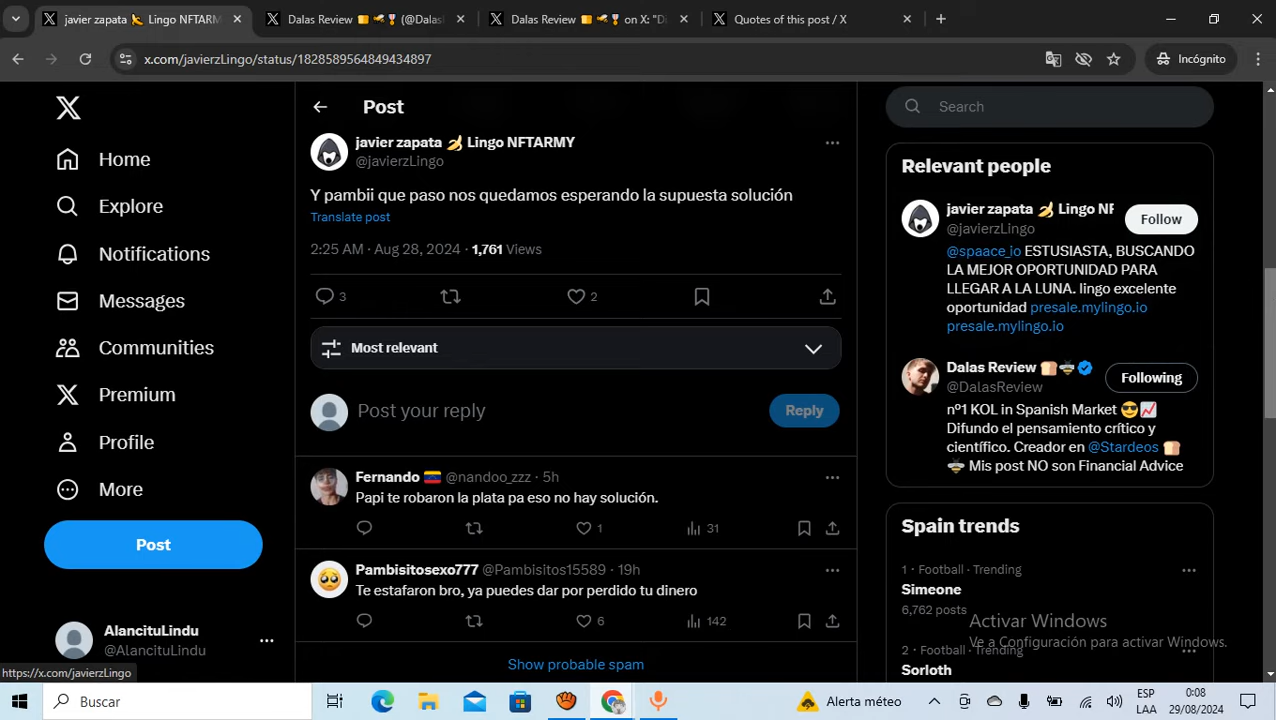 javier zapata 🍌 Lingo NFTARM
Dalas Review 🍞🐝🎖️ (@Dalas
Dalas Review 🍞🐝🎖️ on X: "D
Quotes of this post / X
x.com/javierzLingo/status/1828589564849434897
Incógnito
Home
Explore
Notifications
Messages
Communities
Premium
Profile
More
Post
AlancituLindu
@AlancituLindu
https://x.com/javierzLingo
Post
javier zapata 🍌 Lingo NFTARMY
@javierzLingo
Y pambii que paso nos quedamos esperando la supuesta solución
Translate post
2:25 AM · Aug 28, 2024 · 1,761 Views
3
2
Most relevant
Post your reply
Reply
Fernando 🇻🇪 @nandoo_zzz · 5h
Papi te robaron la plata pa eso no hay solución.
1
31
Pambisitosexo777 @Pambisitos15589 · 19h
Te estafaron bro, ya puedes dar por perdido tu dinero
6
142
Show probable spam
Search
Relevant people
javier zapata 🍌 Lingo NF
@javierzLingo
Follow
@spaace_io ESTUSIASTA, BUSCANDO
LA MEJOR OPORTUNIDAD PARA
LLEGAR A LA LUNA. lingo excelente
oportunidad presale.mylingo.io
presale.mylingo.io
Dalas Review 🍞🐝
@DalasReview
Following
nº1 KOL in Spanish Market 😎📈
Difundo el pensamiento crítico y
científico. Creador en @Stardeos 🍞
🐝 Mis post NO son Financial Advice
Spain trends
1 · Football · Trending
Simeone
6,762 posts
2 · Football · Trending
Sorloth
Activar Windows
Ve a Configuración para activar Windows.
Buscar
Alerta méteo
ESP
LAA
0:08
29/08/2024